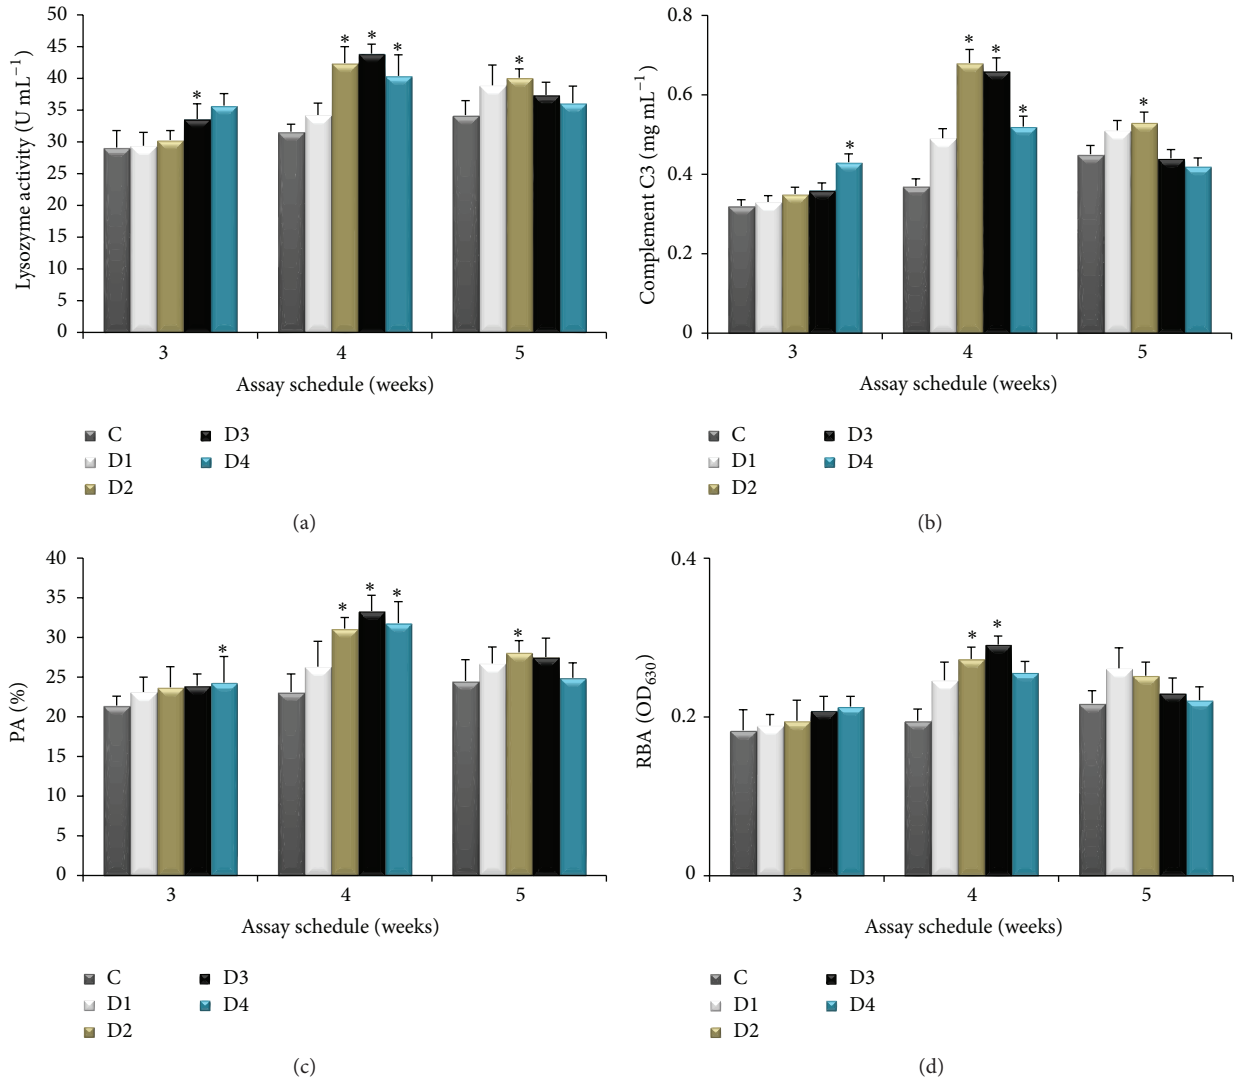 50
45
40
35
30
25
20
15
10
5
0
Lysozyme activity (U mL⁻¹)
* * * * *
3 4 5
Assay schedule (weeks)
C D3
D1 D4
D2
(a)
0.8
0.6
0.4
0.2
0
Complement C3 (mg mL⁻¹)
* * * * *
3 4 5
Assay schedule (weeks)
C D3
D1 D4
D2
(b)
40
35
30
25
20
15
10
5
0
PA (%)
* * * * *
3 4 5
Assay schedule (weeks)
C D3
D1 D4
D2
(c)
0.4
0.2
0
RBA (OD₆₃₀)
* *
3 4 5
Assay schedule (weeks)
C D3
D1 D4
D2
(d)